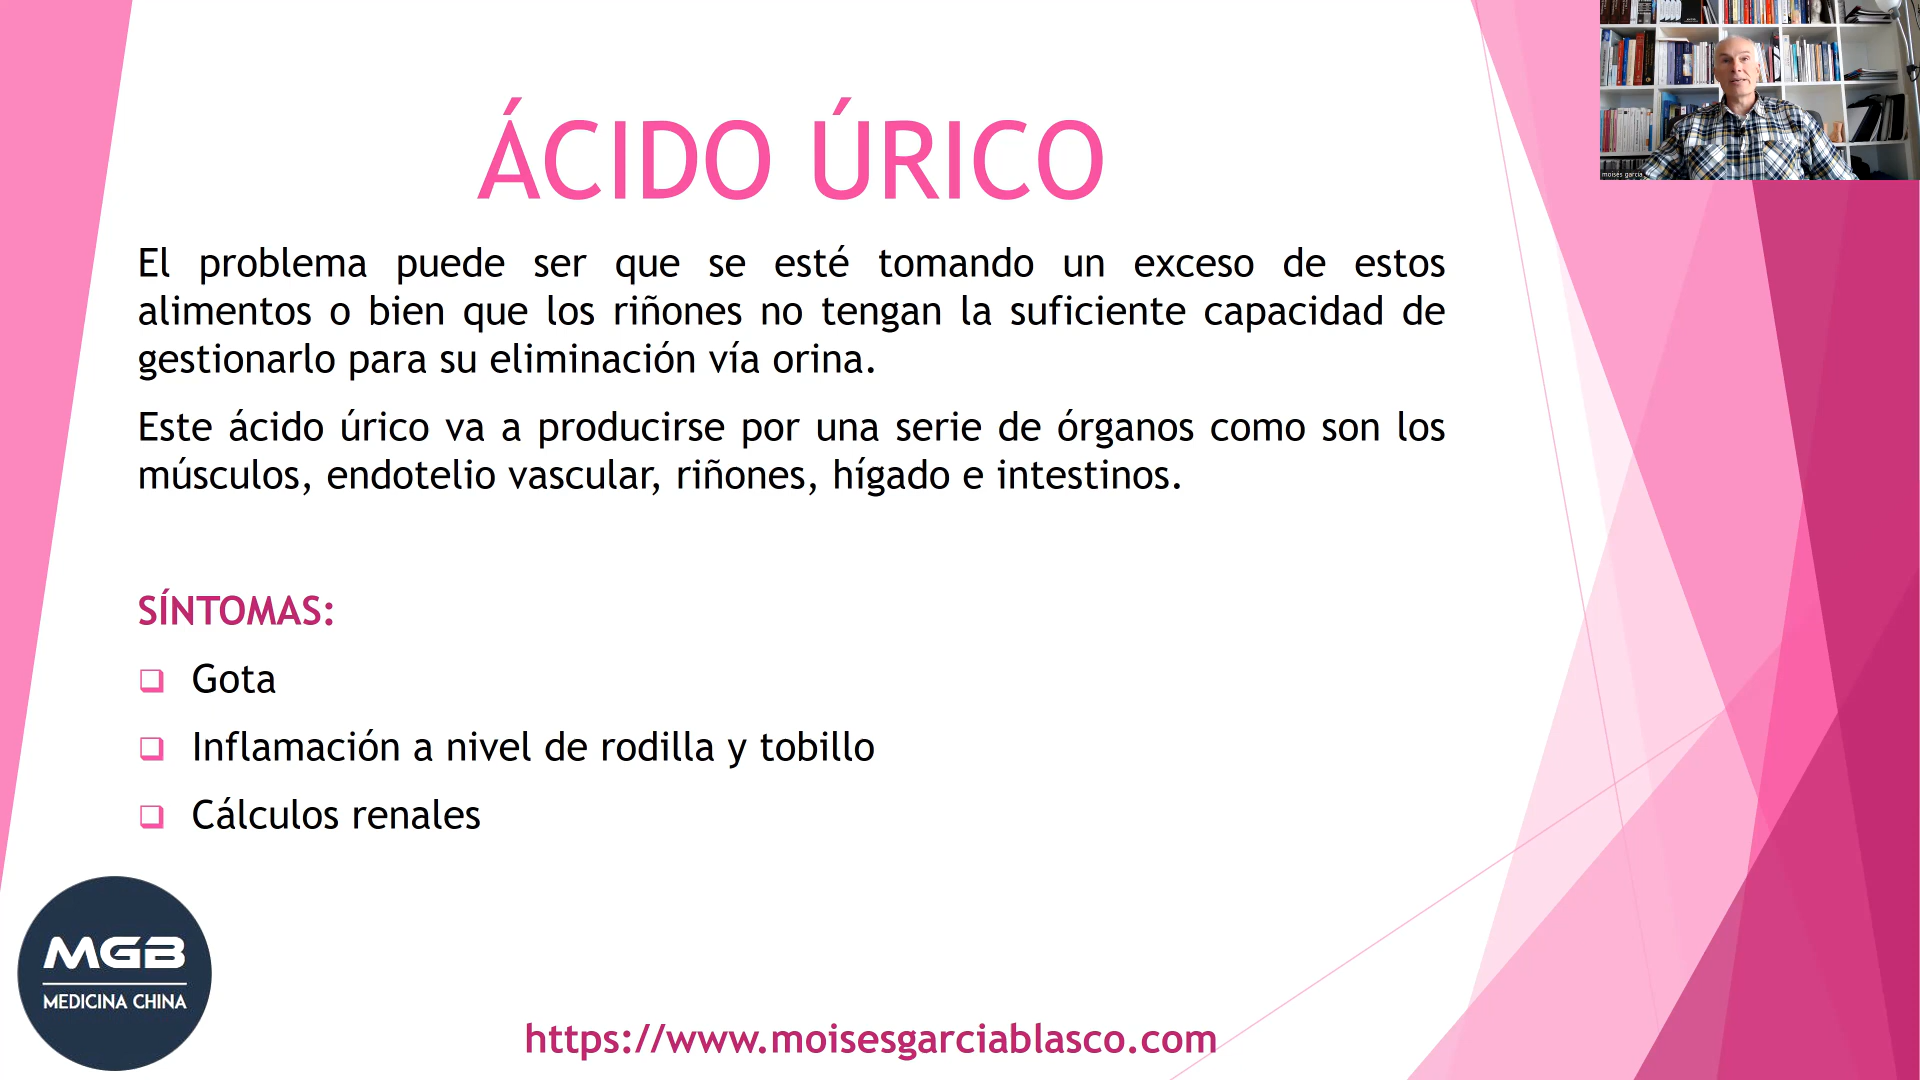 ÁCIDO ÚRICO
El problema puede ser que se esté tomando un exceso de estos
alimentos o bien que los riñones no tengan la suficiente capacidad de
gestionarlo para su eliminación vía orina.
Este ácido úrico va a producirse por una serie de órganos como son los
músculos, endotelio vascular, riñones, hígado e intestinos.
SÍNTOMAS:
Gota
Inflamación a nivel de rodilla y tobillo
Cálculos renales
MGB
MEDICINA CHINA
https://www.moisesgarciablasco.com
moises garcia